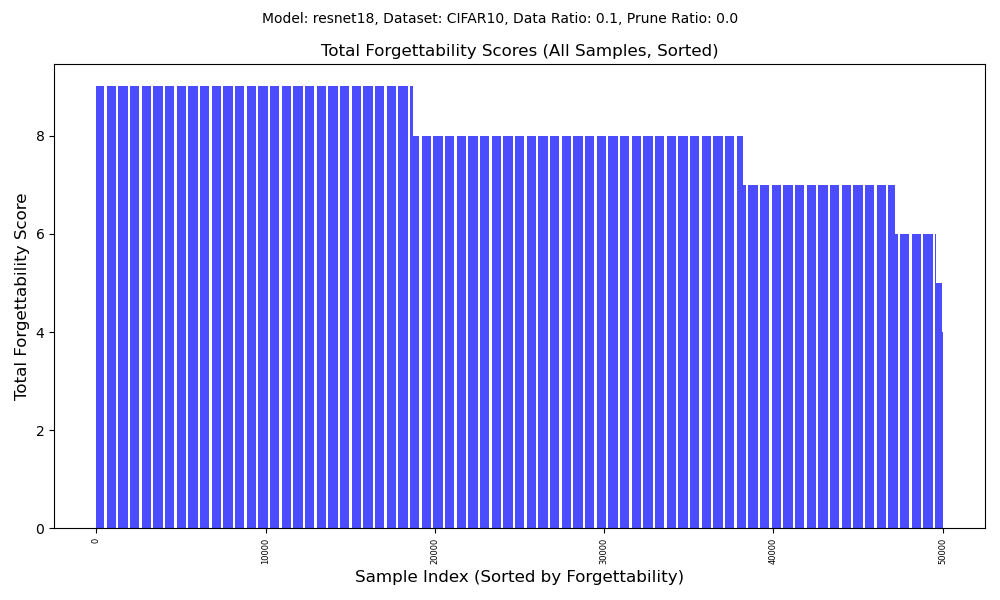 Model: resnet18, Dataset: CIFAR10, Data Ratio: 0.1, Prune Ratio: 0.0
Total Forgettability Scores (All Samples, Sorted)
Total Forgettability Score
8
6
4
2
0
0
10000
20000
30000
40000
50000
Sample Index (Sorted by Forgettability)